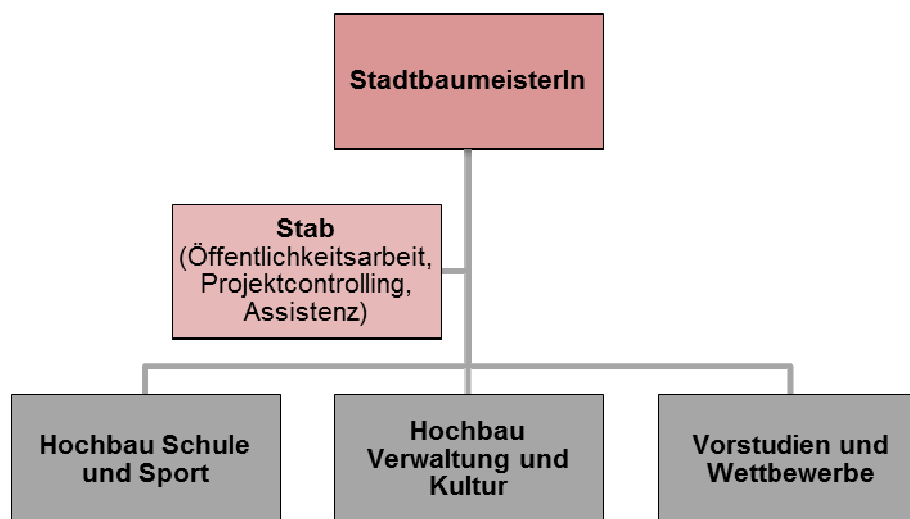 StadtbaumeisterIn
Stab
(Öffentlichkeitsarbeit,
Projektcontrolling,
Assistenz)
Hochbau Schule
und Sport
Hochbau
Verwaltung und
Kultur
Vorstudien und
Wettbewerbe